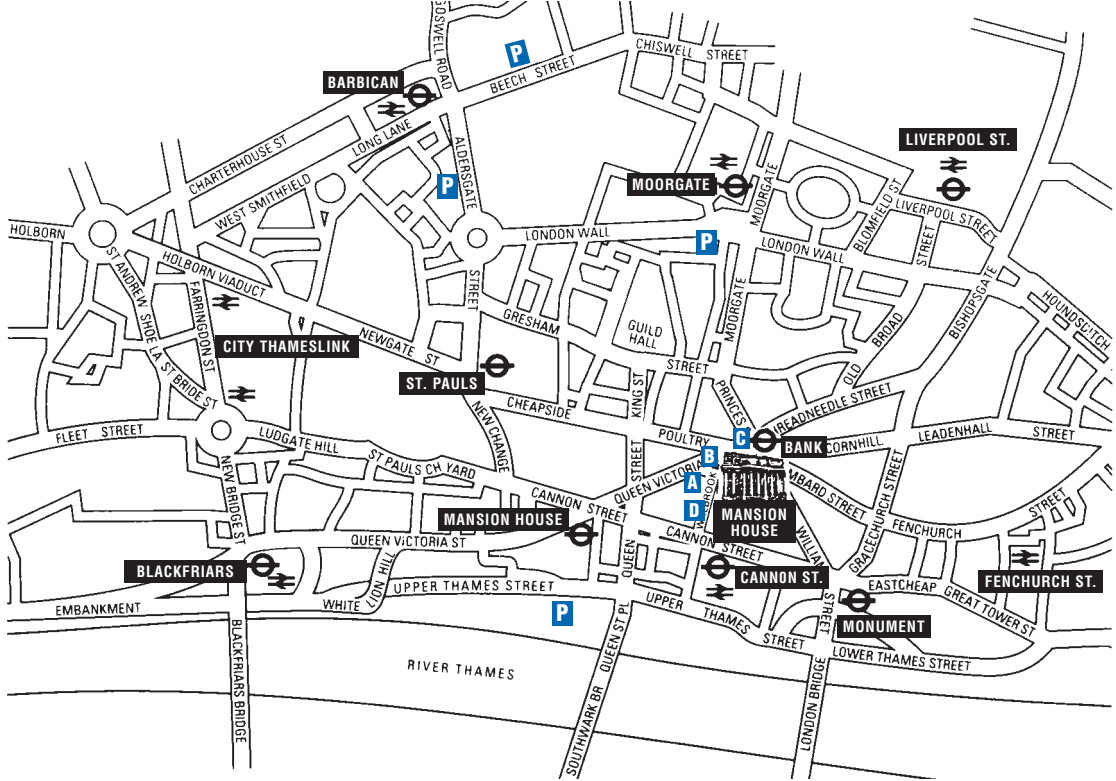 GOSWELL ROAD
P
CHISWELL STREET
BEECH STREET
BARBICAN
LONG LANE
CHARTERHOUSE ST
ALDERSGATE
STREET
LIVERPOOL ST.
MOORGATE
MOORGATE
P
WEST SMITHFIELD
BLOMFIELD ST
LIVERPOOL STREET
HOLBORN
LONDON WALL
P
LONDON WALL
STREET
ST ANDREW
SHOE LA
ST BRIDE ST
HOLBORN VIADUCT
FARRINGDON ST
BISHOPSGATE
HOUNDSCITCH
MOORGATE
GRESHAM
STREET
GUILD
HALL
OLD
BROAD
CITY THAMESLINK
NEWGATE ST
ST. PAULS
KING ST
CHEAPSIDE
PRINCES
THREADNEEDLE STREET
NEW CHANGE
POULTRY
C
BANK
CORNHILL
LEADENHALL
STREET
FLEET STREET
LUDGATE HILL
ST PAULS CH YARD
B
QUEEN VICTORIA
STREET
A
D
LOMBARD STREET
CANNON STREET
MANSION HOUSE
MANSION
HOUSE
NEW BRIDGE ST
QUEEN VICTORIA ST
QUEEN
CANNON STREET
WILLIAM
STREET
GRACECHURCH STREET
FENCHURCH
STREET
BLACKFRIARS
LION HILL
WHITE
UPPER THAMES STREET
CANNON ST.
EASTCHEAP
GREAT TOWER ST
FENCHURCH ST.
EMBANKMENT
P
UPPER THAMES STREET
MONUMENT
LOWER THAMES STREET
BLACKFRIARS BRIDGE
RIVER THAMES
QUEEN ST PL
SOUTHWARK BR
LONDON BRIDGE